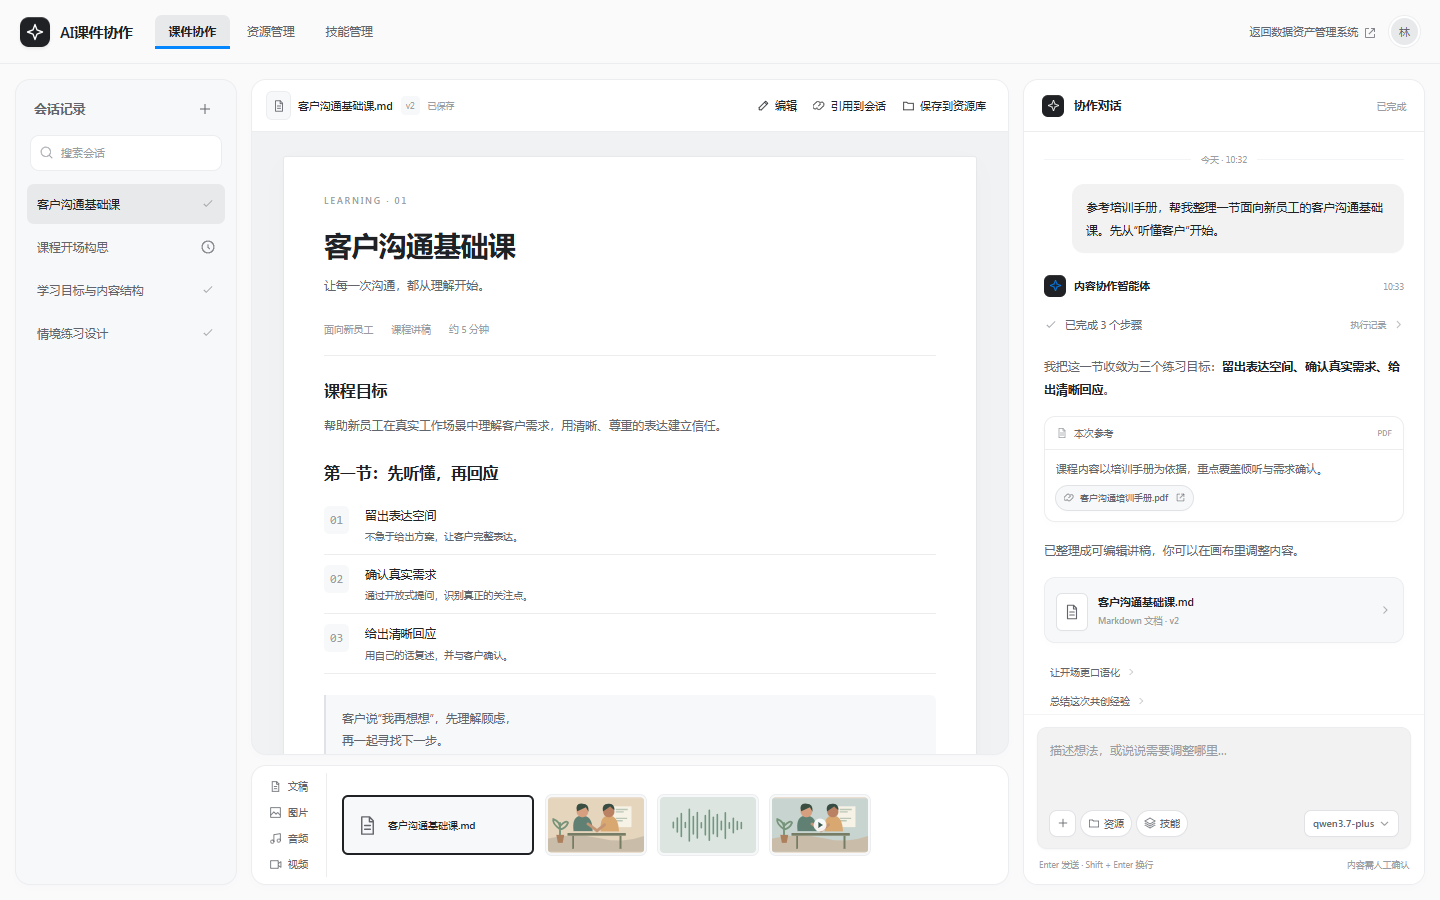 AI课件协作
课件协作
资源管理
技能管理
返回数据资产管理系统
林
会话记录
搜索会话
客户沟通基础课
课程开场构思
学习目标与内容结构
情境练习设计
客户沟通基础课.md
v2
已保存
编辑
引用到会话
保存到资源库
LEARNING · 01
客户沟通基础课
让每一次沟通，都从理解开始。
面向新员工
课程讲稿
约 5 分钟
课程目标
帮助新员工在真实工作场景中理解客户需求，用清晰、尊重的表达建立信任。
第一节：先听懂，再回应
01
留出表达空间
不急于给出方案，让客户完整表达。
02
确认真实需求
通过开放式提问，识别真正的关注点。
03
给出清晰回应
用自己的话复述，并与客户确认。
客户说“我再想想”，先理解顾虑，
再一起寻找下一步。
文稿
图片
音频
视频
客户沟通基础课.md
协作对话
已完成
今天 · 10:32
参考培训手册，帮我整理一节面向新员工的客户沟通基础
课。先从“听懂客户”开始。
内容协作智能体
10:33
已完成 3 个步骤
执行记录
我把这一节收敛为三个练习目标：留出表达空间、确认真实需求、给
出清晰回应。
本次参考
PDF
课程内容以培训手册为依据，重点覆盖倾听与需求确认。
客户沟通培训手册.pdf
已整理成可编辑讲稿，你可以在画布里调整内容。
客户沟通基础课.md
Markdown 文档 · v2
让开场更口语化
总结这次共创经验
描述想法，或说说需要调整哪里...
资源
技能
qwen3.7-plus
Enter 发送 · Shift + Enter 换行
内容需人工确认